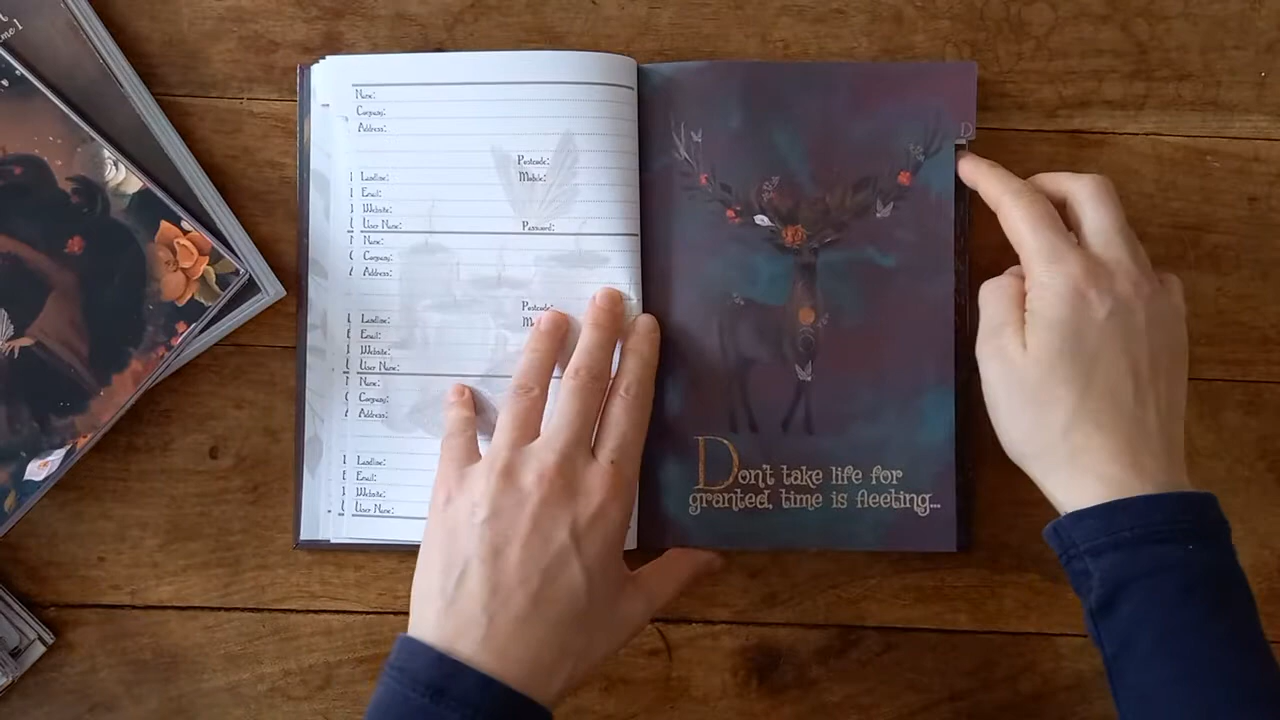 Name:
Company:
Address:
Postcode:
Landline:
Mobile:
Email:
Website:
User Name:
Password:
Name:
Company:
Address:
Postcode:
Landline:
Email:
Website:
User Name:
Name:
Company:
Address:
Landline:
Email:
Website:
User Name:
D
Don't take life for
granted, time is fleeting...